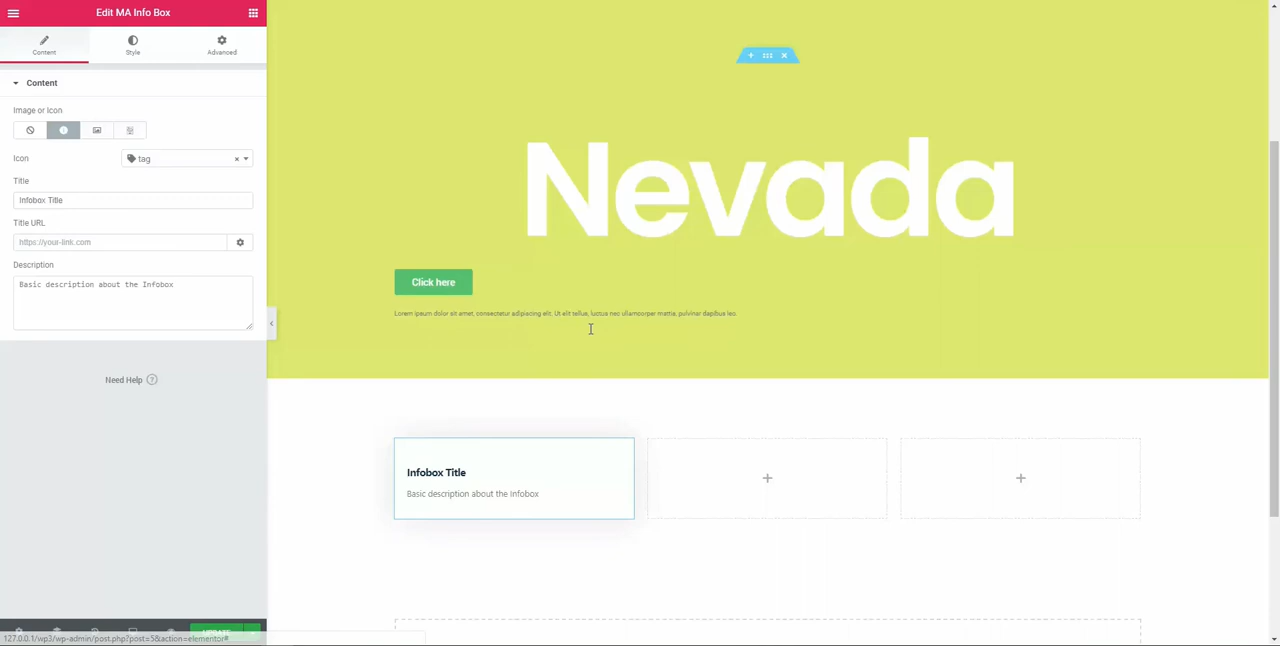 Edit MA Info Box
Content
Style
Advanced
Content
Image or Icon
Icon
tag
Title
Infobox Title
Title URL
https://your-link.com
Description
Basic description about the Infobox
Need Help
127.0.0.1/wp3/wp-admin/post.php?post=5&action=elementor#
Nevada
Click here
Lorem ipsum dolor sit amet, consectetur adipiscing elit. Ut elit tellus, luctus nec ullamcorper mattis, pulvinar dapibus leo.
Infobox Title
Basic description about the Infobox